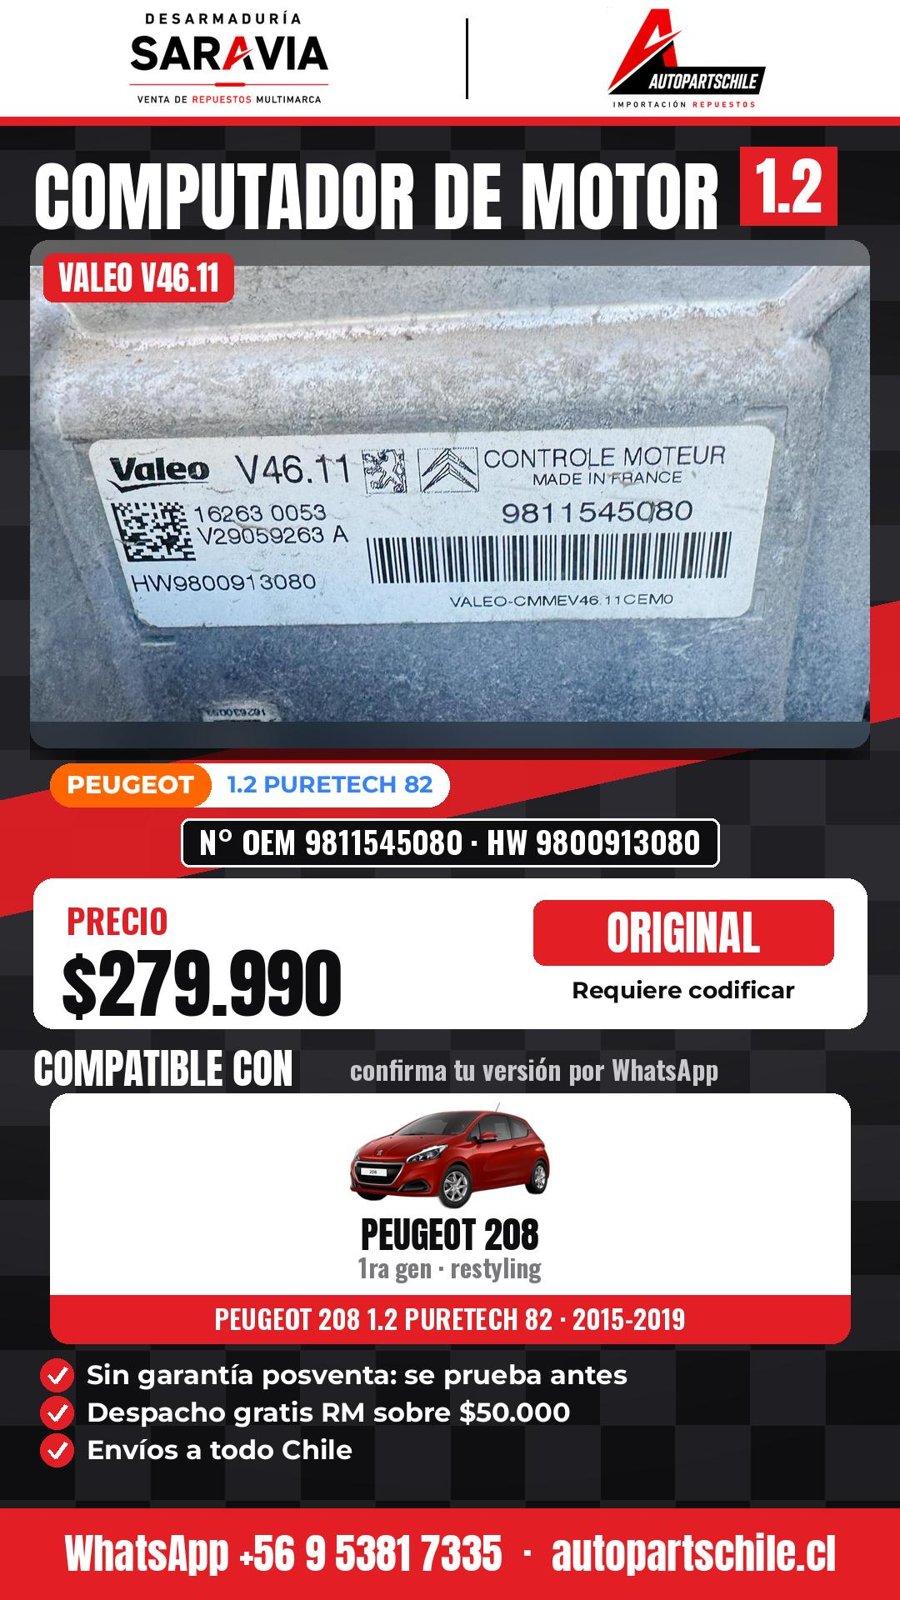 DESARMADURÍA
SARAVIA
VENTA DE REPUESTOS MULTIMARCA
AUTOPARTSCHILE
IMPORTACIÓN REPUESTOS
COMPUTADOR DE MOTOR 1.2
VALEO V46.11
Valeo V46.11
CONTROLE MOTEUR
MADE IN FRANCE
16263 0053
V29059263 A
9811545080
HW9800913080
VALEO-CMMEV46.11CEM0
PEUGEOT 1.2 PURETECH 82
N° OEM 9811545080 · HW 9800913080
PRECIO
$279.990
ORIGINAL
Requiere codificar
COMPATIBLE CON confirma tu versión por WhatsApp
208
PEUGEOT 208
1ra gen · restyling
PEUGEOT 208 1.2 PURETECH 82 · 2015-2019
Sin garantía posventa: se prueba antes
Despacho gratis RM sobre $50.000
Envíos a todo Chile
WhatsApp +56 9 5381 7335 · autopartschile.cl